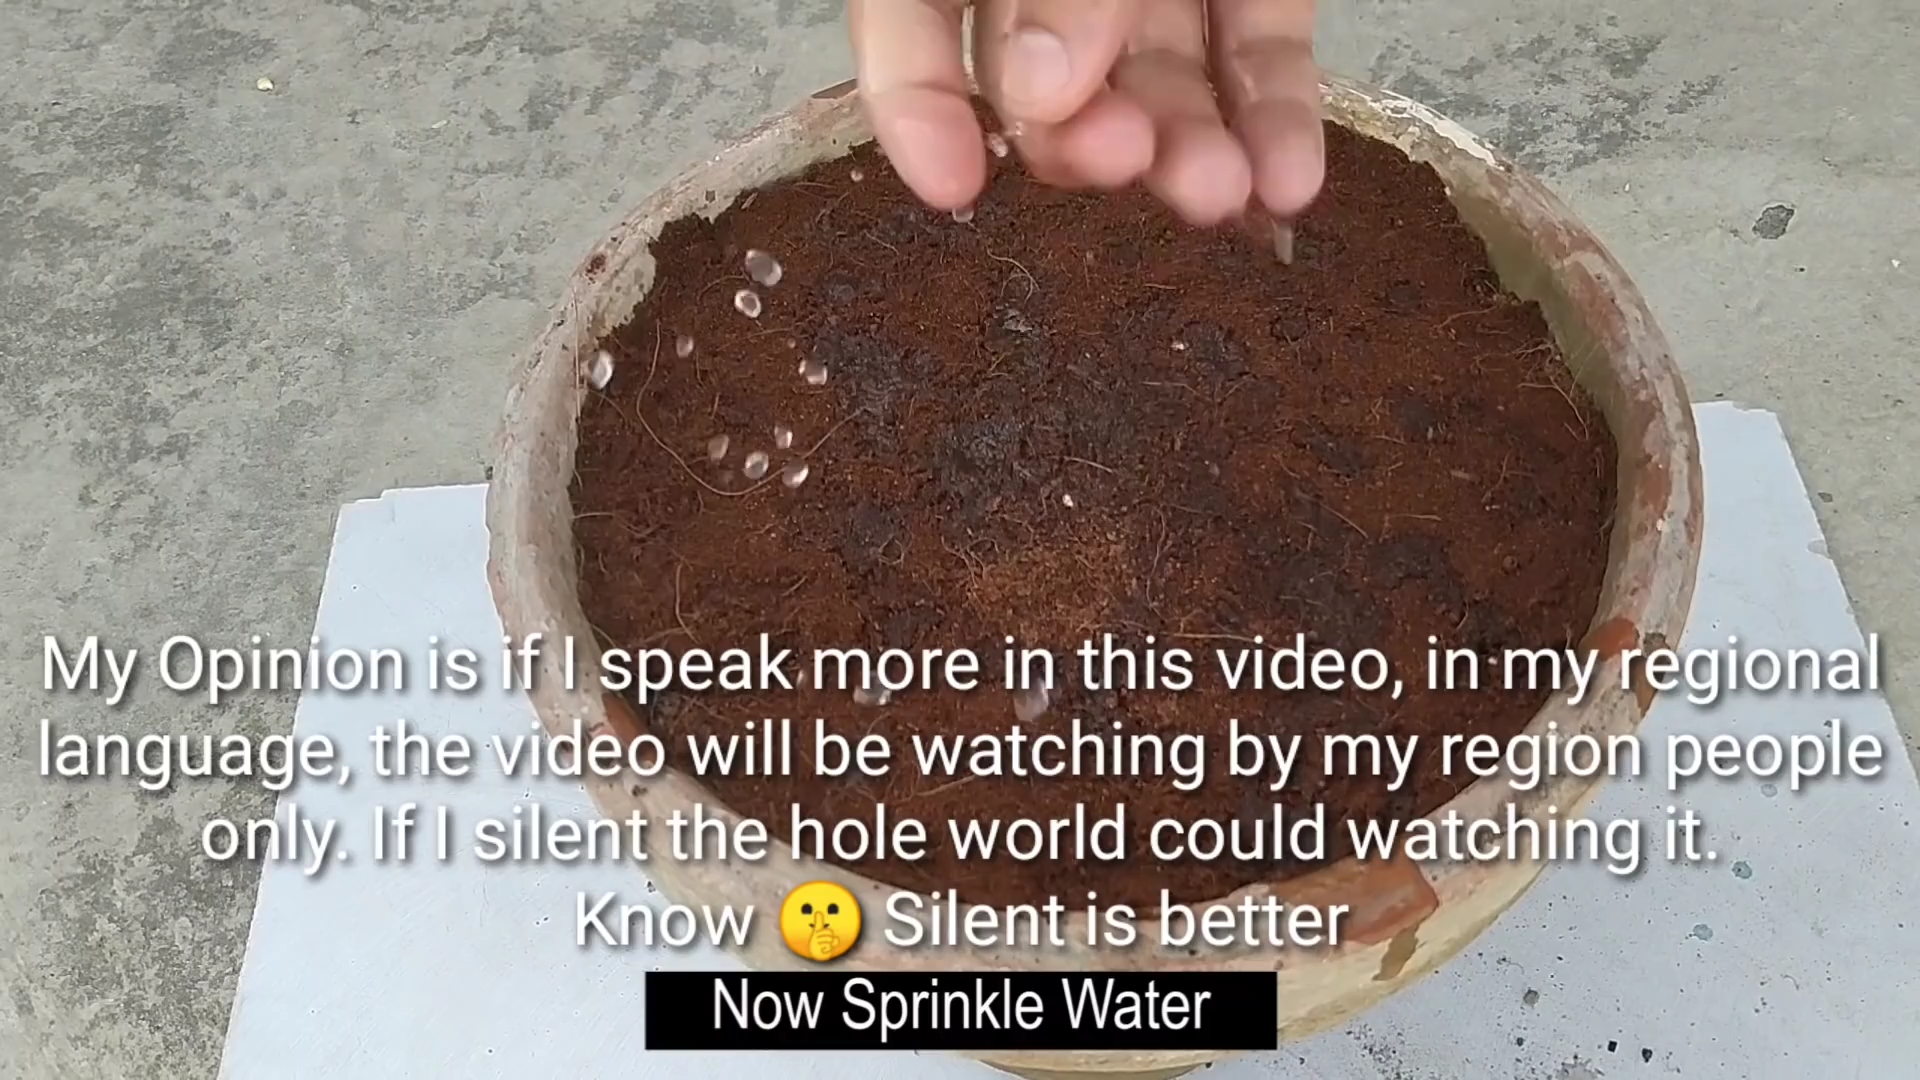 My Opinion is if I speak more in this video, in my regional
language, the video will be watching by my region people
only. If I silent the hole world could watching it.
Know 🤫 Silent is better
Now Sprinkle Water